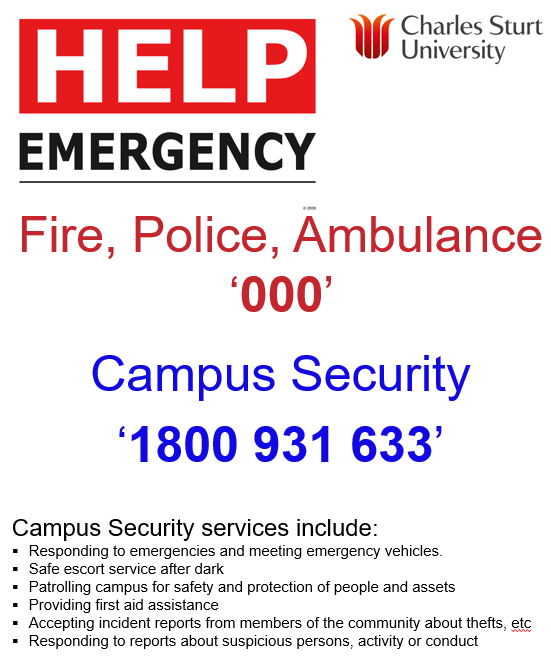 HELP
Charles Sturt
University
EMERGENCY
© 2009
Fire, Police, Ambulance
‘000’
Campus Security
‘1800 931 633’
Campus Security services include:
▪ Responding to emergencies and meeting emergency vehicles.
▪ Safe escort service after dark
▪ Patrolling campus for safety and protection of people and assets
▪ Providing first aid assistance
▪ Accepting incident reports from members of the community about thefts, etc
▪ Responding to reports about suspicious persons, activity or conduct